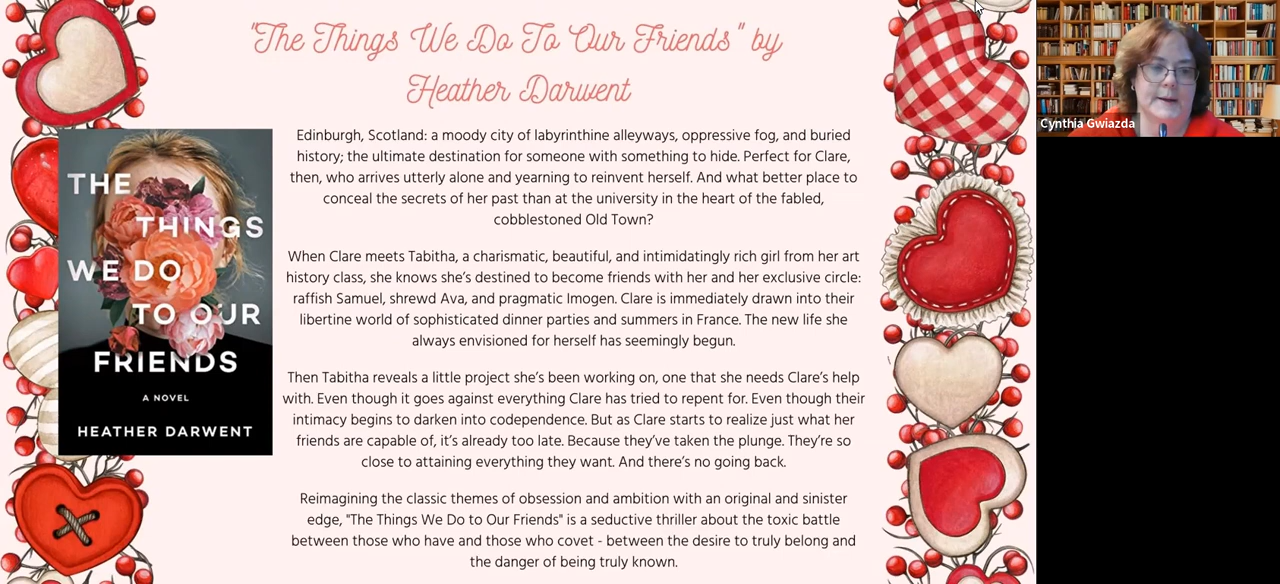 "The Things We Do To Our Friends" by
Heather Darwent
THE
THINGS
WE DO
TO OUR
FRIENDS
A NOVEL
HEATHER DARWENT
Edinburgh, Scotland: a moody city of labyrinthine alleyways, oppressive fog, and buried
history; the ultimate destination for someone with something to hide. Perfect for Clare,
then, who arrives utterly alone and yearning to reinvent herself. And what better place to
conceal the secrets of her past than at the university in the heart of the fabled,
cobblestoned Old Town?
When Clare meets Tabitha, a charismatic, beautiful, and intimidatingly rich girl from her art
history class, she knows she's destined to become friends with her and her exclusive circle:
raffish Samuel, shrewd Ava, and pragmatic Imogen. Clare is immediately drawn into their
libertine world of sophisticated dinner parties and summers in France. The new life she
always envisioned for herself has seemingly begun.
Then Tabitha reveals a little project she's been working on, one that she needs Clare's help
with. Even though it goes against everything Clare has tried to repent for. Even though their
intimacy begins to darken into codependence. But as Clare starts to realize just what her
friends are capable of, it's already too late. Because they've taken the plunge. They're so
close to attaining everything they want. And there's no going back.
Reimagining the classic themes of obsession and ambition with an original and sinister
edge, "The Things We Do to Our Friends" is a seductive thriller about the toxic battle
between those who have and those who covet - between the desire to truly belong and
the danger of being truly known.
Cynthia Gwiazda